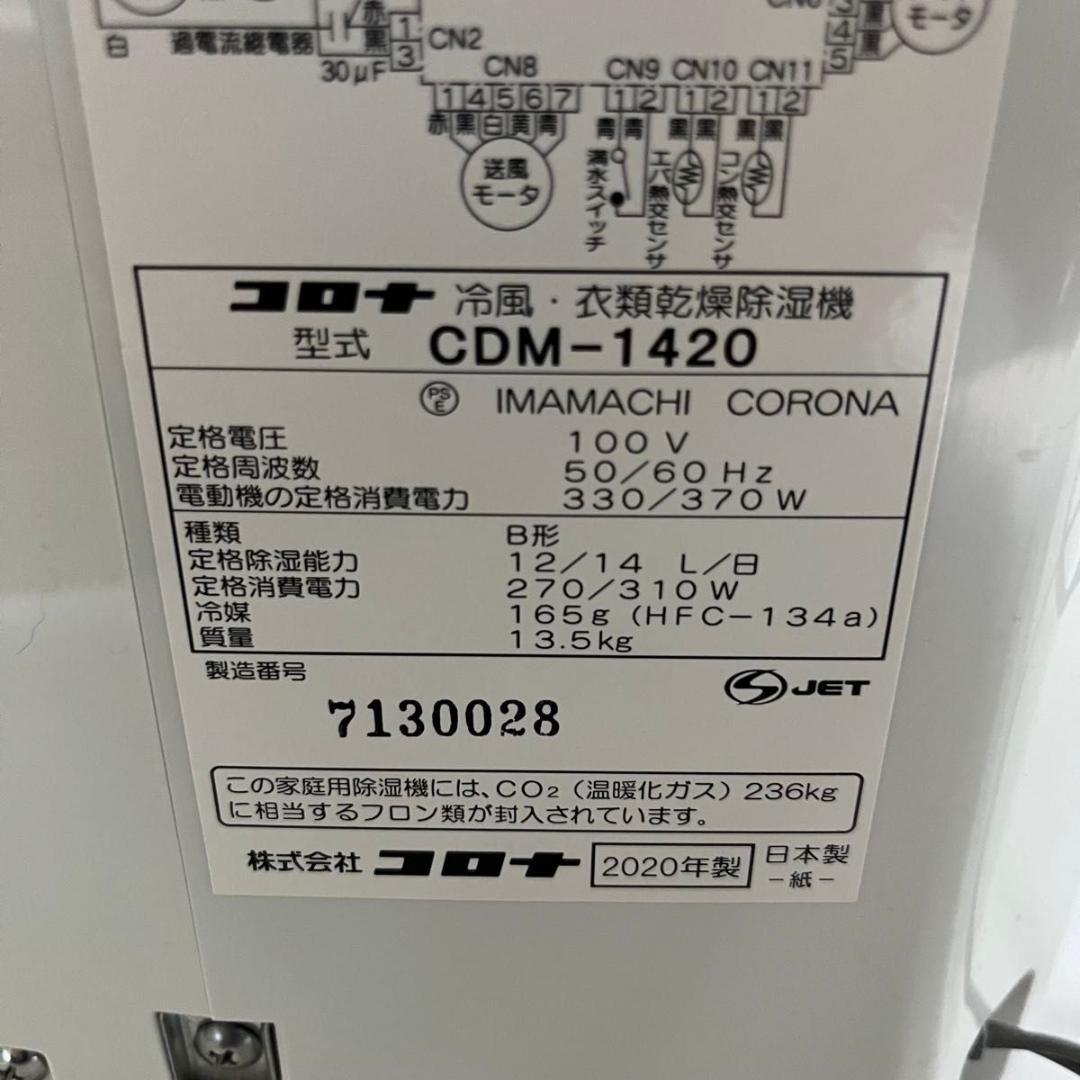 赤
CN6
3
黒
モータ
白
過電流継電器
黒
1
3
CN2
4
5
黒
30μF
CN8
CN9
CN10
CN11
1 4 5 6 7
1 2
1 2
1 2
赤 黒 白 黄 青
青 青
黒 黒
黒 黒
送風
モータ
満水スイッチ
エバ熱交センサ
コン熱交センサ
コロナ 冷風・衣類乾燥除湿機
型式 CDM-1420
PSE IMAMACHI CORONA
定格電圧 100 V
定格周波数 50/60 Hz
電動機の定格消費電力 330/370 W
種類 B形
定格除湿能力 12/14 L/日
定格消費電力 270/310 W
冷媒 165g (HFC-134a)
質量 13.5kg
製造番号
JET
7130028
この家庭用除湿機には、CO₂（温暖化ガス）236kg
に相当するフロン類が封入されています。
株式会社 コロナ 2020年製 日本製
-紙-